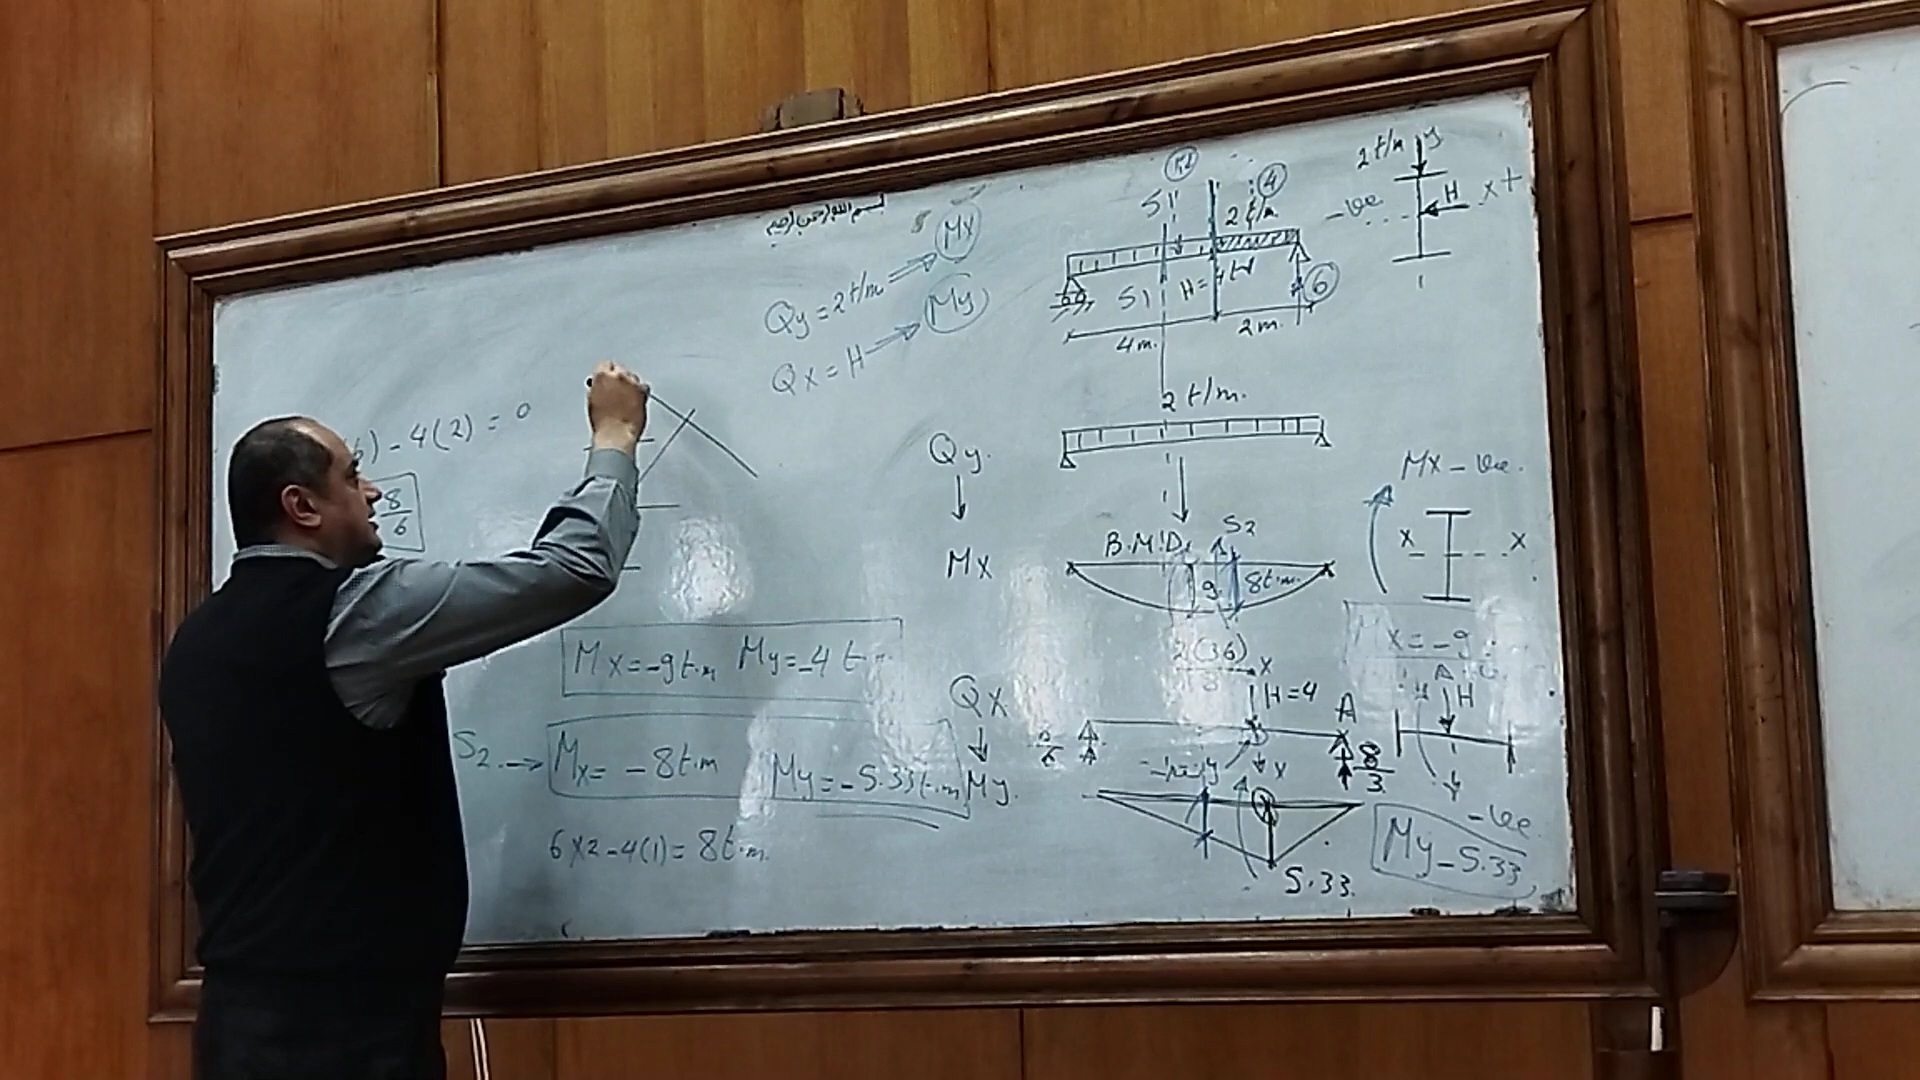 بسم الله الرحمن الرحيم
Qy = 2 t/m ⇒ Mx
Qx = H ⇒ My
6) - 4(2) = 0
8/6
Mx = -9 t.m My = -4 t.m
S2 → Mx = -8 t.m My = -5.33 t.m
6x2 - 4(1) = 8 t.m
S1
4
2 t/m
S1 H = 4
6
4 m. 2 m.
2 t/m y
-ve H x +
2 t/m.
Qy.
↓
Mx
B.M.D S2
9 8 t.m.
2(36)
x
Mx - ve.
x x
Mx = -9
Qx
↓
My.
H = 4
A
8/3
x
5.33
H
-ve.
My - 5.33